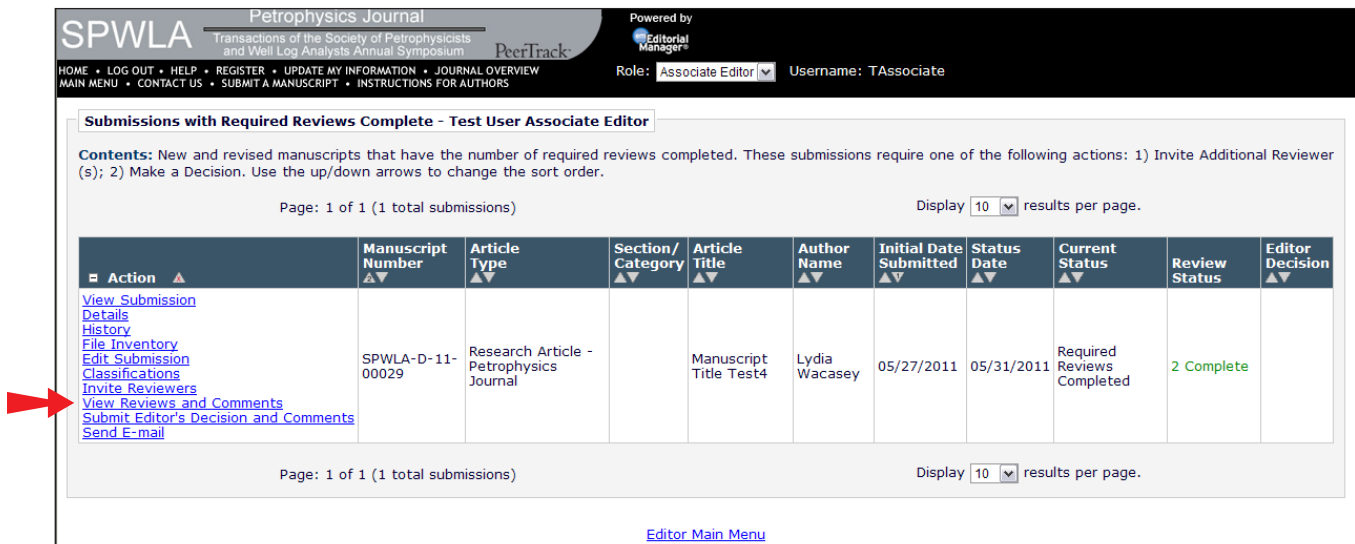 SPWLA
Petrophysics Journal
Transactions of the Society of Petrophysicists
and Well Log Analysts Annual Symposium
PeerTrack
Powered by
em Editorial
Manager®
HOME • LOG OUT • HELP • REGISTER • UPDATE MY INFORMATION • JOURNAL OVERVIEW
MAIN MENU • CONTACT US • SUBMIT A MANUSCRIPT • INSTRUCTIONS FOR AUTHORS
Role: Associate Editor Username: TAssociate
Submissions with Required Reviews Complete - Test User Associate Editor
Contents: New and revised manuscripts that have the number of required reviews completed. These submissions require one of the following actions: 1) Invite Additional Reviewer
(s); 2) Make a Decision. Use the up/down arrows to change the sort order.
Page: 1 of 1 (1 total submissions) Display 10 results per page.
Action
Manuscript
Number
Article
Type
Section/
Category
Article
Title
Author
Name
Initial Date
Submitted
Status
Date
Current
Status
Review
Status
Editor
Decision
View Submission
Details
History
File Inventory
Edit Submission
Classifications
Invite Reviewers
View Reviews and Comments
Submit Editor's Decision and Comments
Send E-mail
SPWLA-D-11-
00029
Research Article -
Petrophysics
Journal
Manuscript
Title Test4
Lydia
Wacasey
05/27/2011
05/31/2011
Required
Reviews
Completed
2 Complete
Page: 1 of 1 (1 total submissions) Display 10 results per page.
Editor Main Menu